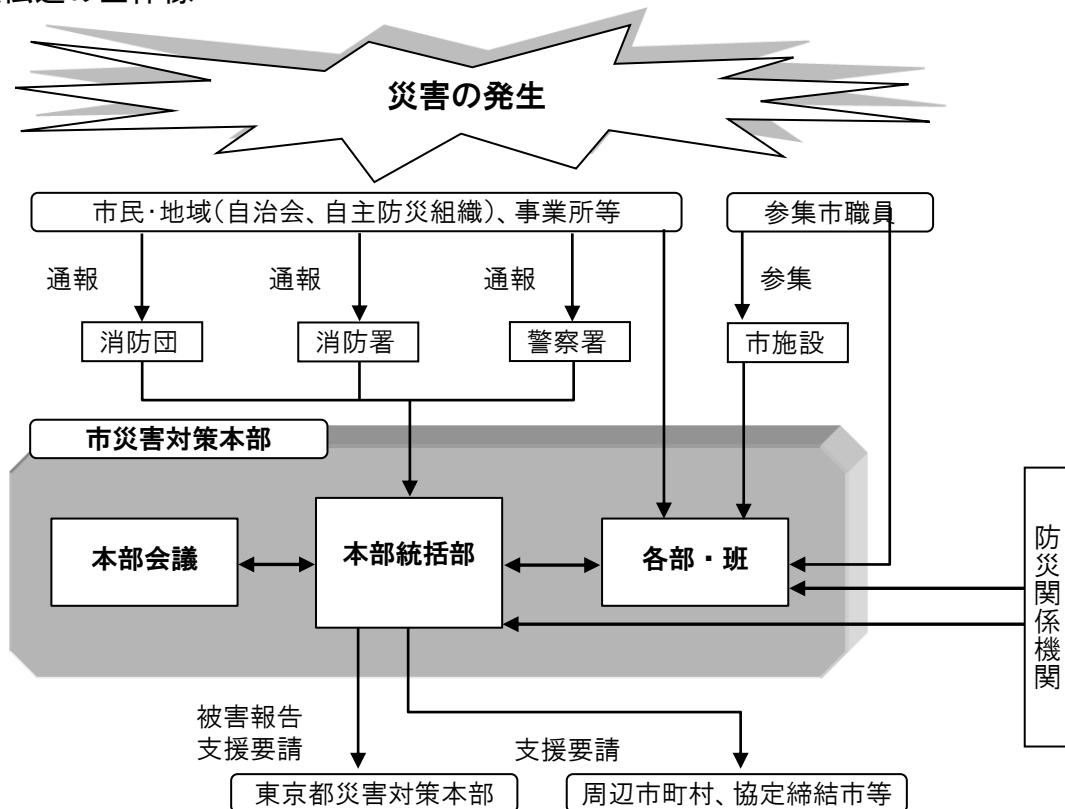 災害の発生
市民・地域(自治会、自主防災組織)、事業所等
参集市職員
通報
通報
通報
参集
消防団
消防署
警察署
市施設
市災害対策本部
本部会議
本部統括部
各部・班
防災関係機関
被害報告
支援要請
支援要請
東京都災害対策本部
周辺市町村、協定締結市等